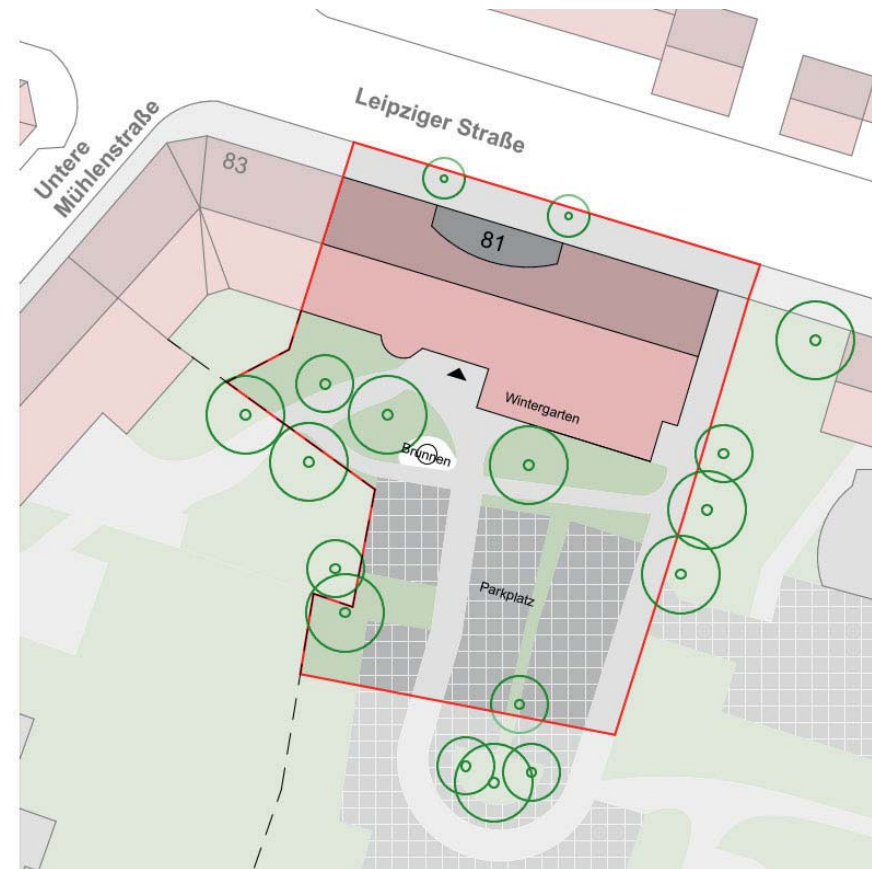 Leipziger Straße
Untere
Mühlenstraße
83
81
Wintergarten
Brunnen
Parkplatz